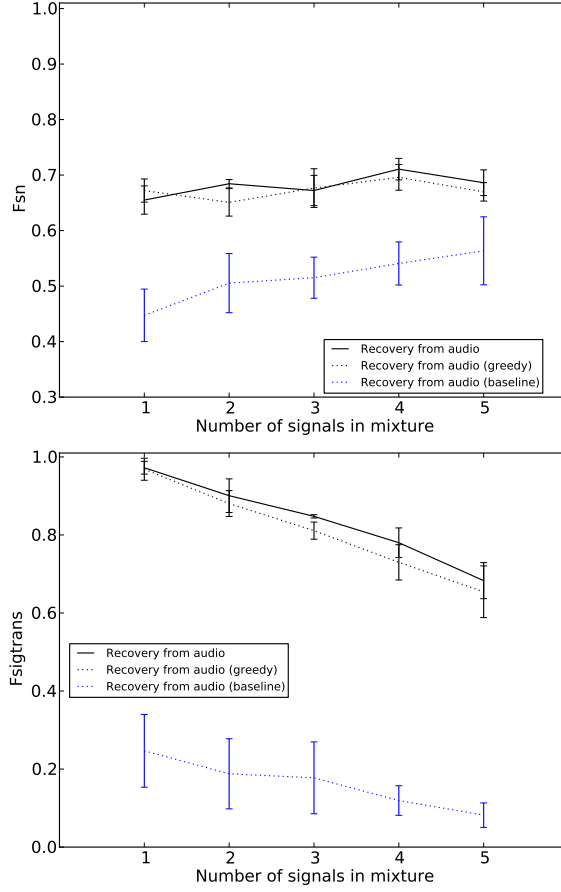 1.0
0.9
0.8
0.7
0.6
0.5
0.4
0.3
Fsn
Recovery from audio
Recovery from audio (greedy)
Recovery from audio (baseline)
1 2 3 4 5
Number of signals in mixture
1.0
0.8
0.6
0.4
0.2
0.0
Fsigtrans
Recovery from audio
Recovery from audio (greedy)
Recovery from audio (baseline)
1 2 3 4 5
Number of signals in mixture